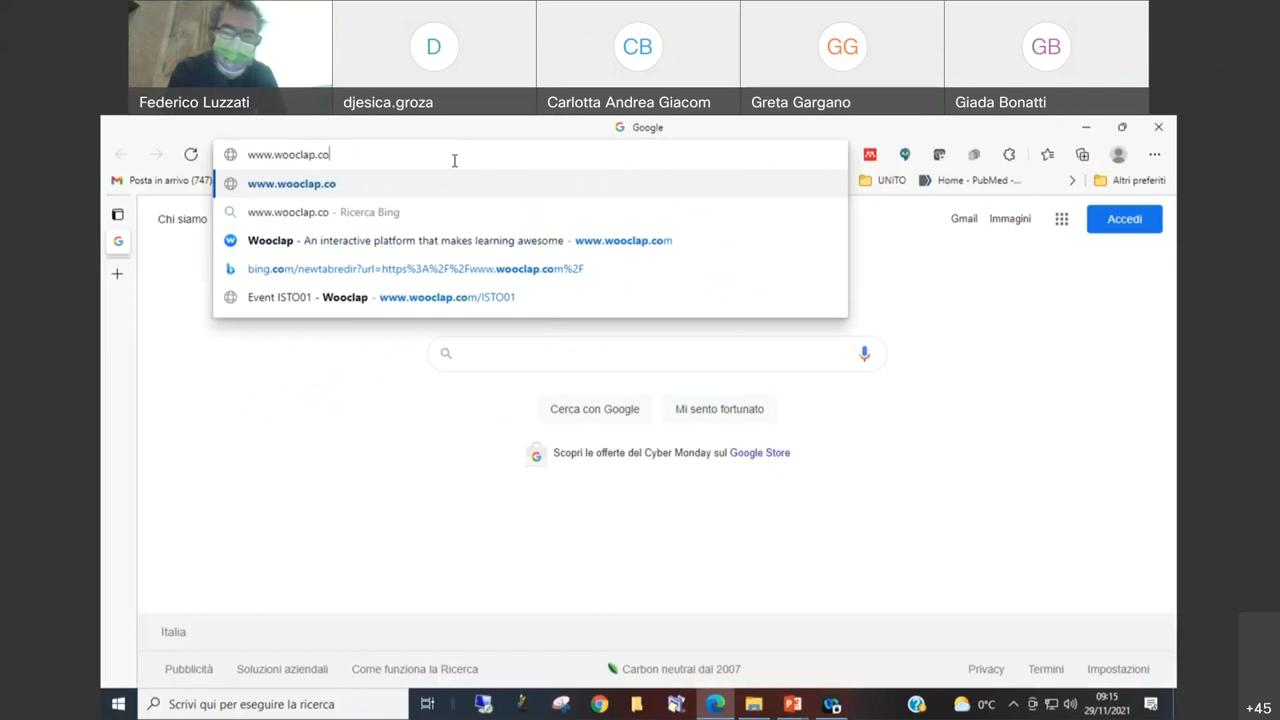 D
CB
GG
GB
Federico Luzzati
djesica.groza
Carlotta Andrea Giacom
Greta Gargano
Giada Bonatti
Google
www.wooclap.co
Posta in arrivo (747)
UNITO
Home - PubMed -...
Altri preferiti
www.wooclap.co
www.wooclap.co - Ricerca Bing
Wooclap - An interactive platform that makes learning awesome - www.wooclap.com
bing.com/newtabredir?url=https%3A%2F%2Fwww.wooclap.com%2F
Event ISTO01 - Wooclap - www.wooclap.com/ISTO01
Chi siamo
Gmail
Immagini
Accedi
Cerca con Google
Mi sento fortunato
Scopri le offerte del Cyber Monday sul Google Store
Italia
Pubblicità
Soluzioni aziendali
Come funziona la Ricerca
Carbon neutral dal 2007
Privacy
Termini
Impostazioni
Scrivi qui per eseguire la ricerca
0°C
09:15
29/11/2021
+45